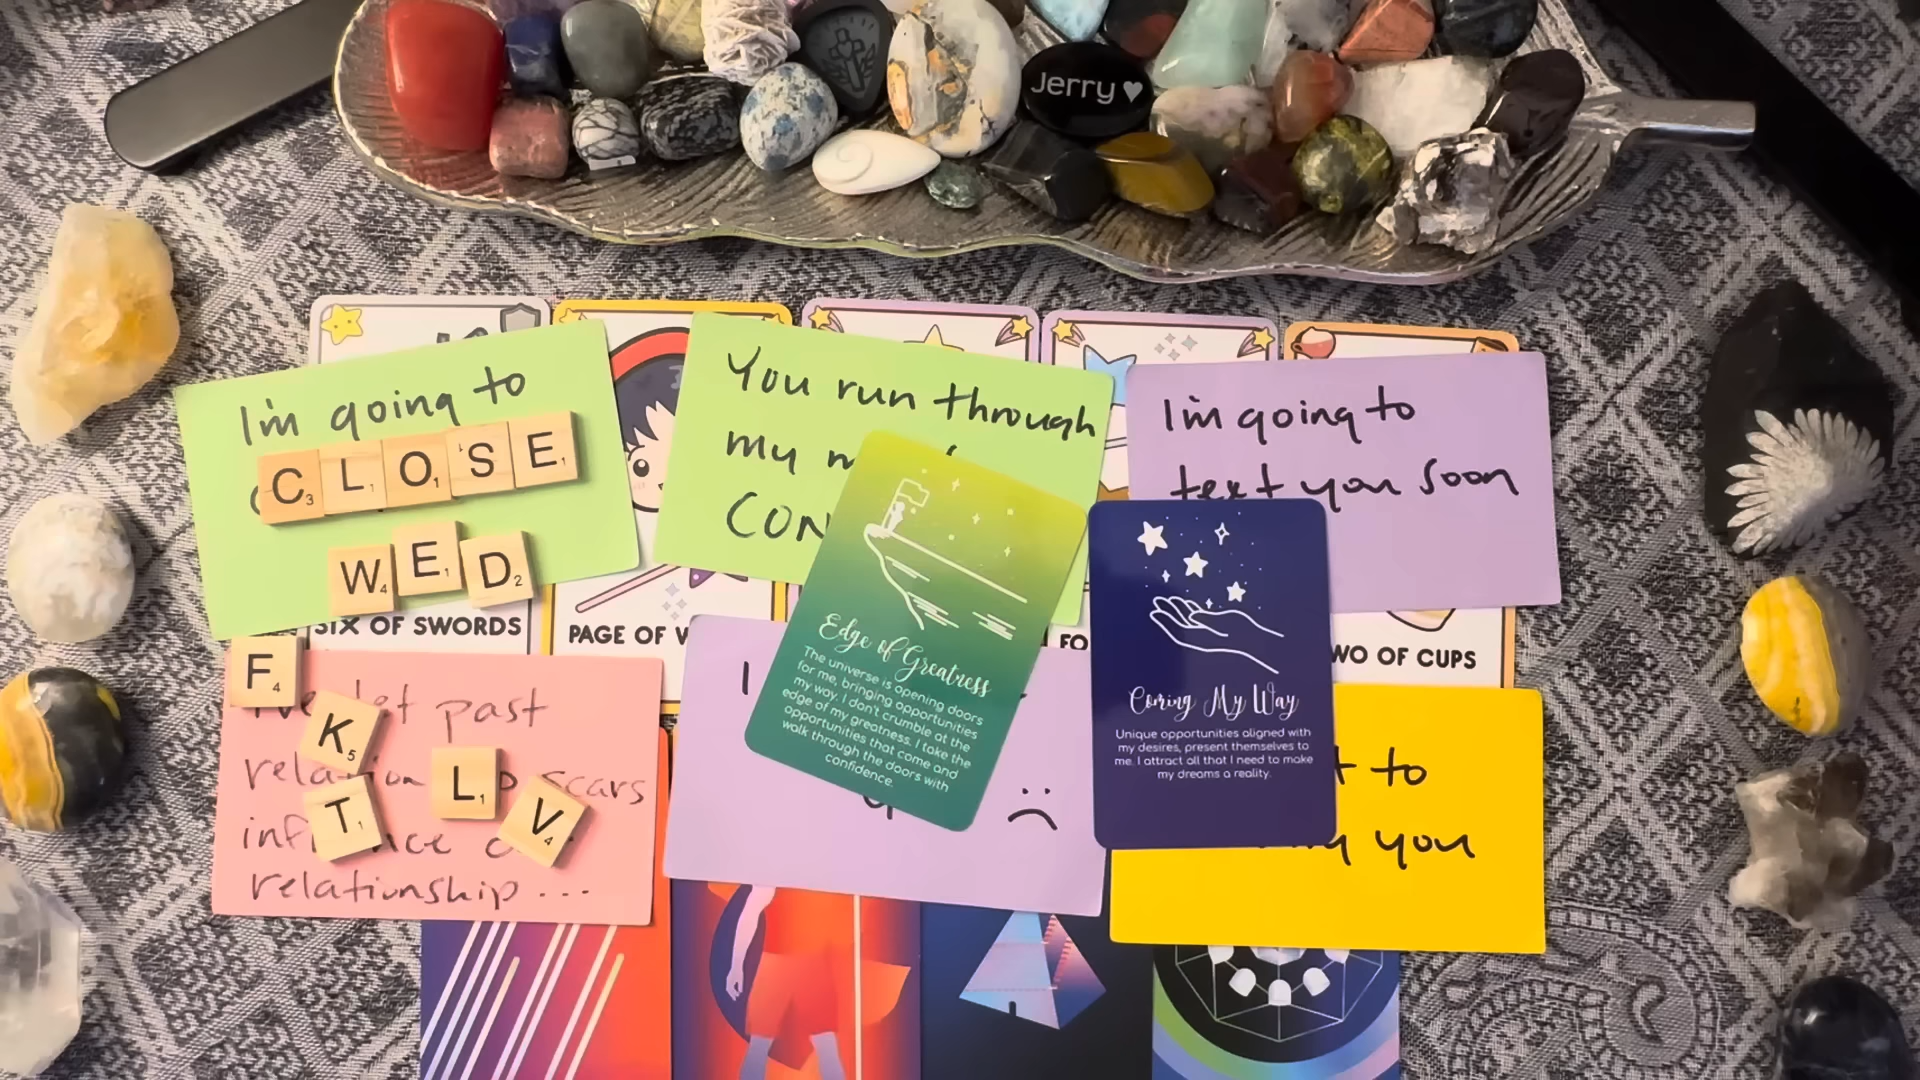 Jerry ♥
I'm going to
CLOSE
WED
You run through
my
I'm going to
text you soon
SIX OF SWORDS
PAGE OF
OF CUPS
Edge of Greatness
The universe is opening doors
for me, bringing opportunities
my way. I don't crumble at the
edge of my greatness. I take the
opportunities that come and
walk through the doors with
confidence.
Coming My Way
Unique opportunities aligned with
my desires, present themselves to
me. I attract all that I need to make
my dreams a reality.
F
K
T
L
V
past
scars
relationship ...
to
you